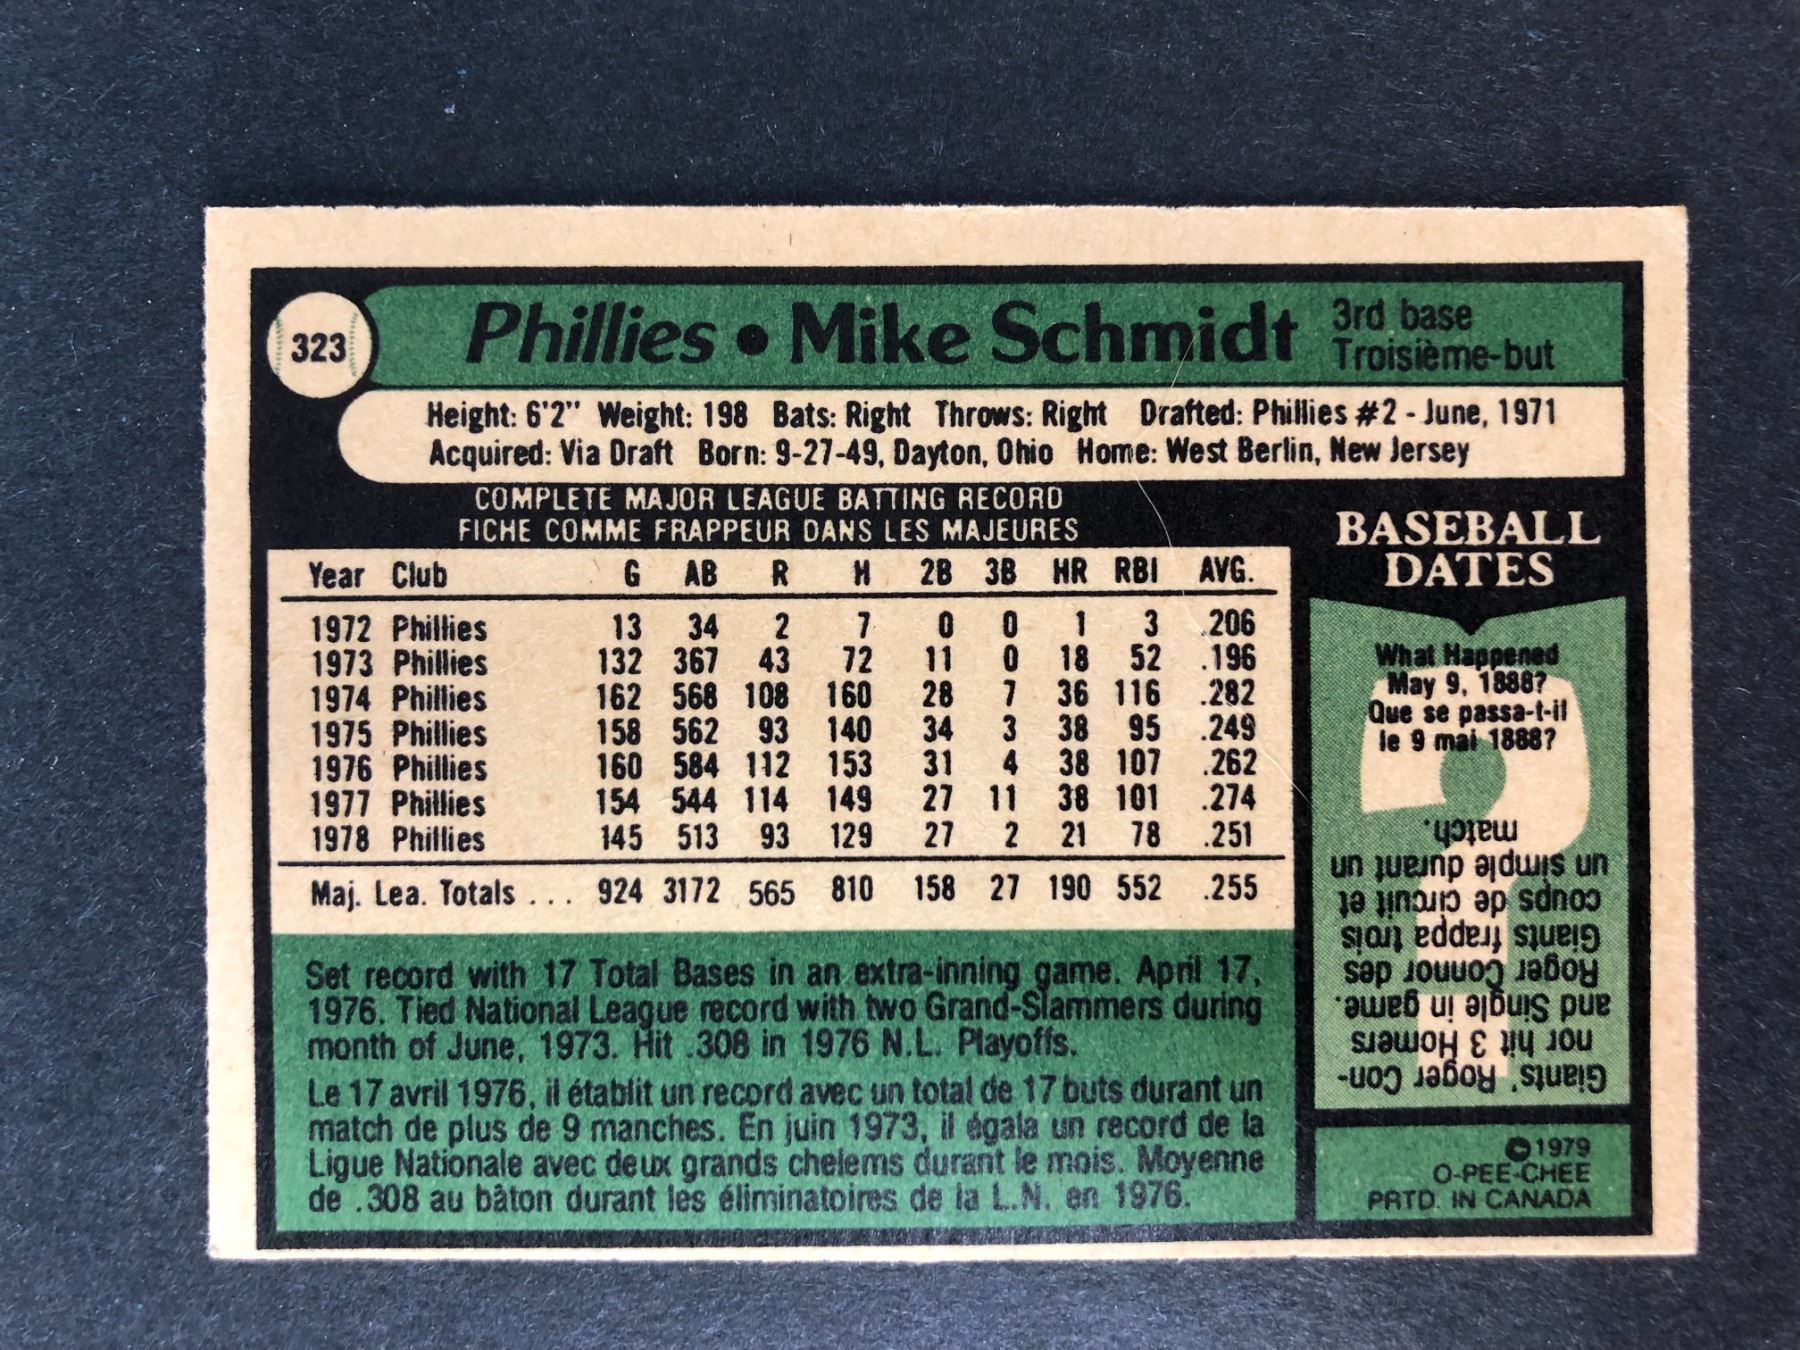 323
Phillies • Mike Schmidt
3rd base
Troisième-but
Height: 6'2" Weight: 198 Bats: Right Throws: Right Drafted: Phillies #2 - June, 1971
Acquired: Via Draft Born: 9-27-49, Dayton, Ohio Home: West Berlin, New Jersey
COMPLETE MAJOR LEAGUE BATTING RECORD
FICHE COMME FRAPPEUR DANS LES MAJEURES
Year Club G AB R H 2B 3B HR RBI AVG.
1972 Phillies 13 34 2 7 0 0 1 3 .206
1973 Phillies 132 367 43 72 11 0 18 52 .196
1974 Phillies 162 568 108 160 28 7 36 116 .282
1975 Phillies 158 562 93 140 34 3 38 95 .249
1976 Phillies 160 584 112 153 31 4 38 107 .262
1977 Phillies 154 544 114 149 27 11 38 101 .274
1978 Phillies 145 513 93 129 27 2 21 78 .251
Maj. Lea. Totals . . . 924 3172 565 810 158 27 190 552 .255
Set record with 17 Total Bases in an extra-inning game. April 17,
1976. Tied National League record with two Grand-Slammers during
month of June, 1973. Hit .308 in 1976 N.L. Playoffs.
Le 17 avril 1976, il établit un record avec un total de 17 buts durant un
match de plus de 9 manches. En juin 1973, il égala un record de la
Ligue Nationale avec deux grands chelems durant le mois. Moyenne
de .308 au bâton durant les éliminatoires de la L.N. en 1976.
BASEBALL
DATES
What Happened
May 9, 1888?
Que se passa-t-il
le 9 mai 1888?
Giants' Roger Con-
nor hit 3 Homers
and Single in game.
Roger Connor des
Giants frappa trois
coups de circuit et
un simple durant un
match.
©1979
O-PEE-CHEE
PRTD. IN CANADA